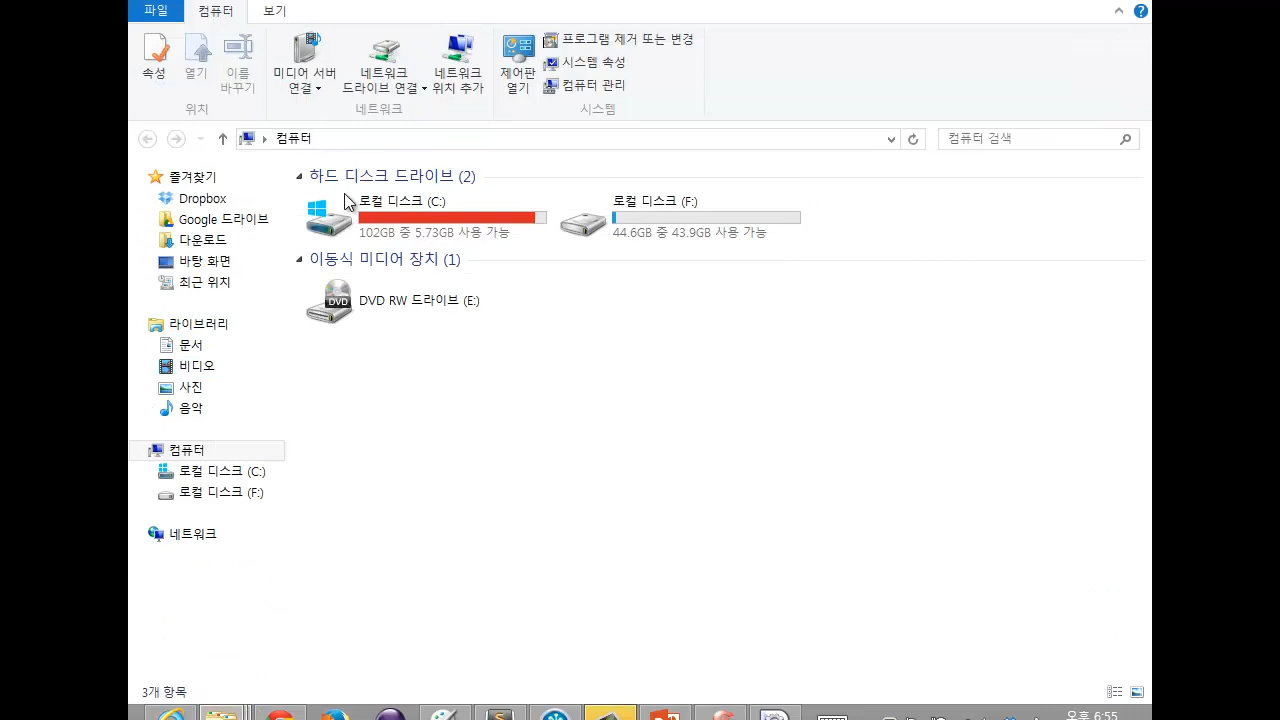 파일
컴퓨터
보기
속성
열기
이름
바꾸기
위치
미디어 서버
연결
네트워크
드라이브 연결
네트워크
위치 추가
네트워크
제어판
열기
프로그램 제거 또는 변경
시스템 속성
컴퓨터 관리
시스템
컴퓨터
컴퓨터 검색
즐겨찾기
Dropbox
Google 드라이브
다운로드
바탕 화면
최근 위치
라이브러리
문서
비디오
사진
음악
컴퓨터
로컬 디스크 (C:)
로컬 디스크 (F:)
네트워크
하드 디스크 드라이브 (2)
로컬 디스크 (C:)
102GB 중 5.73GB 사용 가능
로컬 디스크 (F:)
44.6GB 중 43.9GB 사용 가능
이동식 미디어 장치 (1)
DVD
DVD RW 드라이브 (E:)
3개 항목
오후 6:55